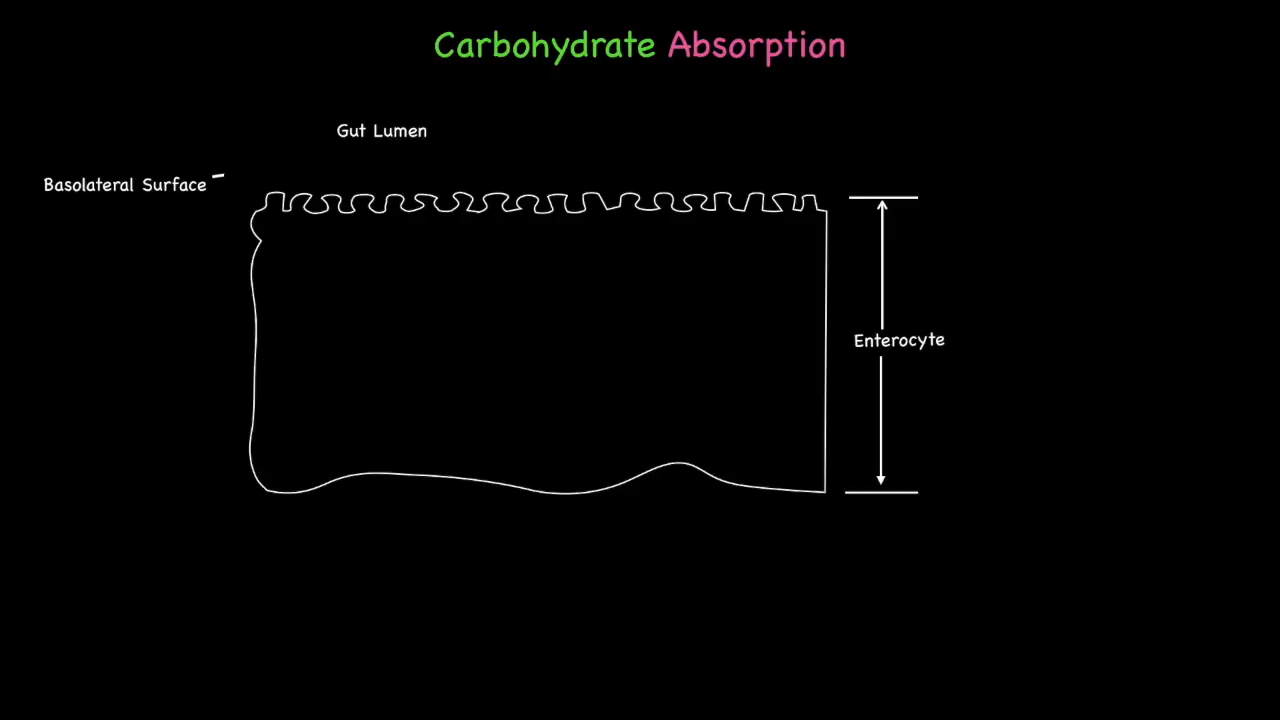 Carbohydrate Absorption
Gut Lumen
Basolateral Surface
Enterocyte